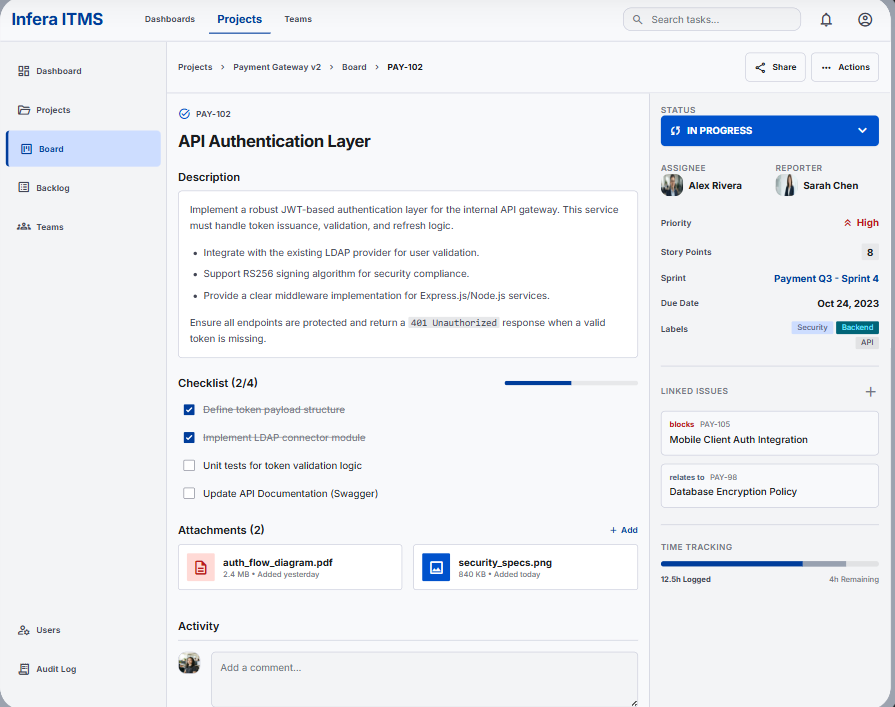 Infera ITMS
Dashboards
Projects
Teams
Search tasks...
Dashboard
Projects
Board
Backlog
Teams
Users
Audit Log
Projects > Payment Gateway v2 > Board > PAY-102
Share
Actions
PAY-102
API Authentication Layer
Description
Implement a robust JWT-based authentication layer for the internal API gateway. This service
must handle token issuance, validation, and refresh logic.
• Integrate with the existing LDAP provider for user validation.
• Support RS256 signing algorithm for security compliance.
• Provide a clear middleware implementation for Express.js/Node.js services.
Ensure all endpoints are protected and return a 401 Unauthorized response when a valid
token is missing.
Checklist (2/4)
Define token payload structure
Implement LDAP connector module
Unit tests for token validation logic
Update API Documentation (Swagger)
Attachments (2)
+ Add
auth_flow_diagram.pdf
2.4 MB • Added yesterday
security_specs.png
840 KB • Added today
Activity
Add a comment...
STATUS
IN PROGRESS
ASSIGNEE
Alex Rivera
REPORTER
Sarah Chen
Priority
High
Story Points
8
Sprint
Payment Q3 - Sprint 4
Due Date
Oct 24, 2023
Labels
Security
Backend
API
LINKED ISSUES
blocks PAY-105
Mobile Client Auth Integration
relates to PAY-98
Database Encryption Policy
TIME TRACKING
12.5h Logged
4h Remaining